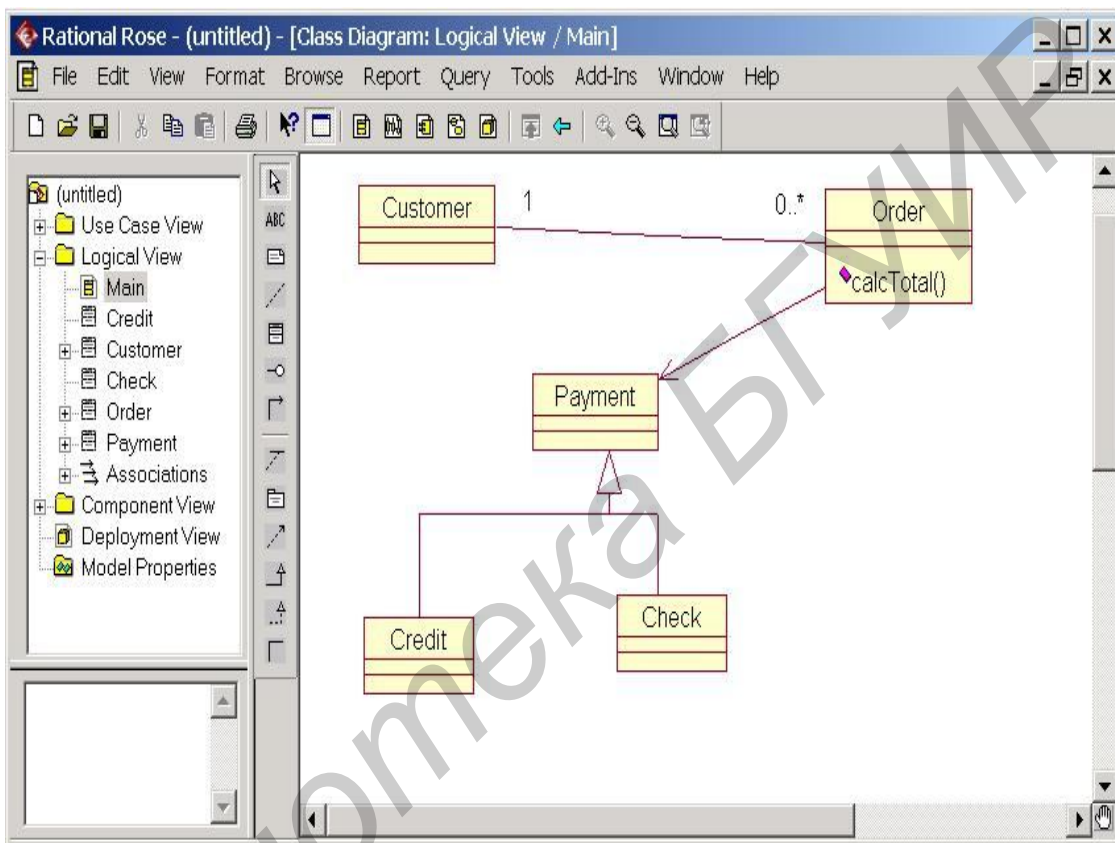 Rational Rose - (untitled) - [Class Diagram: Logical View / Main]
File Edit View Format Browse Report Query Tools Add-Ins Window Help
(untitled)
Use Case View
Logical View
Main
Credit
Customer
Check
Order
Payment
Associations
Component View
Deployment View
Model Properties
ABC
Customer
1
0..*
Order
calcTotal()
Payment
Credit
Check
БГУИР